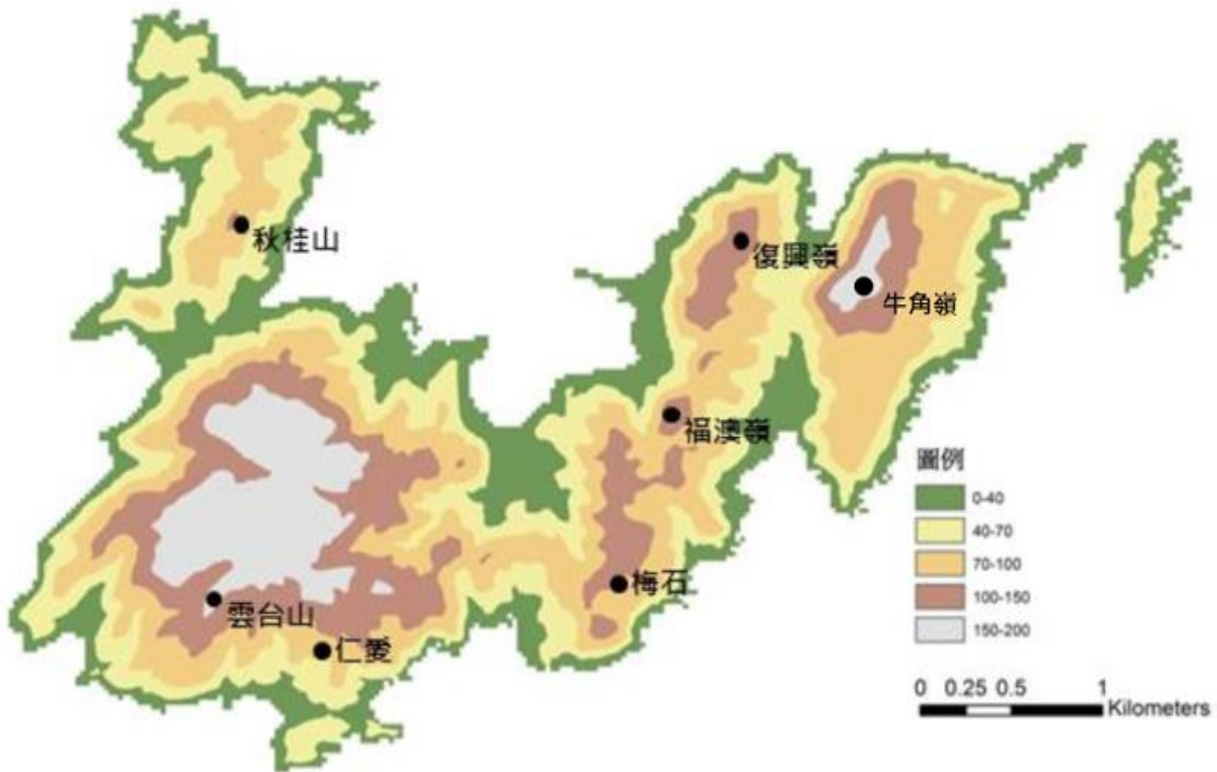 秋桂山
復興嶺
牛角嶺
福澳嶺
梅石
雲台山
仁愛
圖例
0-40
40-70
70-100
100-150
150-200
0 0.25 0.5 1
Kilometers